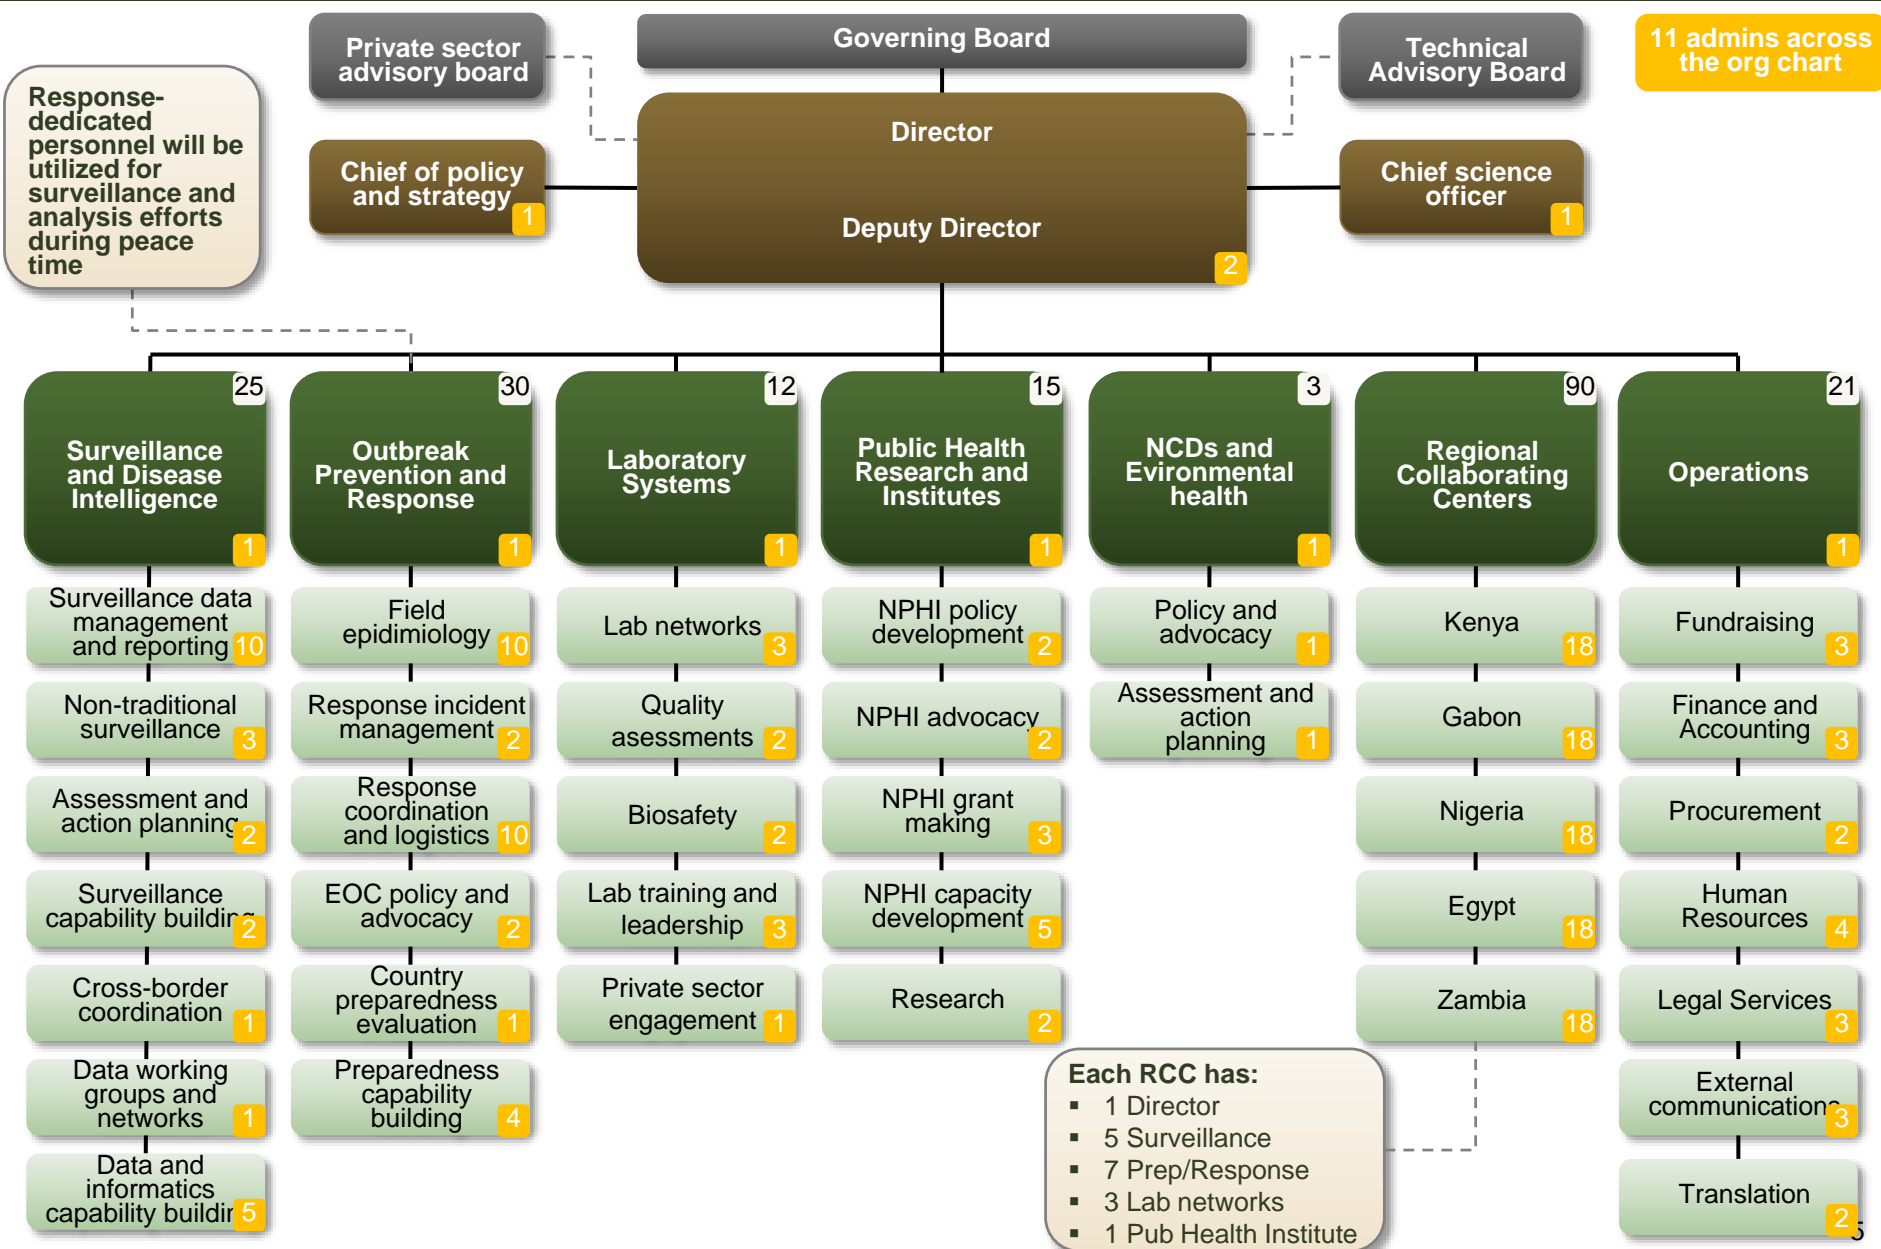 Private sector
advisory board
Governing Board
Technical
Advisory Board
11 admins across
the org chart
Response-
dedicated
personnel will be
utilized for
surveillance and
analysis efforts
during peace
time
Director
Deputy Director
2
Chief of policy
and strategy
1
Chief science
officer
1
25
Surveillance
and Disease
Intelligence
1
Surveillance data
management
and reporting
10
Non-traditional
surveillance
3
Assessment and
action planning
2
Surveillance
capability building
2
Cross-border
coordination
1
Data working
groups and
networks
1
Data and
informatics
capability buildin
5
30
Outbreak
Prevention and
Response
1
Field
epidimiology
10
Response incident
management
2
Response
coordination
and logistics
10
EOC policy and
advocacy
2
Country
preparedness
evaluation
1
Preparedness
capability
building
4
12
Laboratory
Systems
1
Lab networks
3
Quality
asessments
2
Biosafety
2
Lab training and
leadership
3
Private sector
engagement
1
15
Public Health
Research and
Institutes
1
NPHI policy
development
2
NPHI advocacy
2
NPHI grant
making
3
NPHI capacity
development
5
Research
2
3
NCDs and
Evironmental
health
1
Policy and
advocacy
1
Assessment and
action
planning
1
90
Regional
Collaborating
Centers
Kenya
18
Gabon
18
Nigeria
18
Egypt
18
Zambia
18
Each RCC has:
▪ 1 Director
▪ 5 Surveillance
▪ 7 Prep/Response
▪ 3 Lab networks
▪ 1 Pub Health Institute
21
Operations
1
Fundraising
3
Finance and
Accounting
3
Procurement
2
Human
Resources
4
Legal Services
3
External
communications
3
Translation
2
5